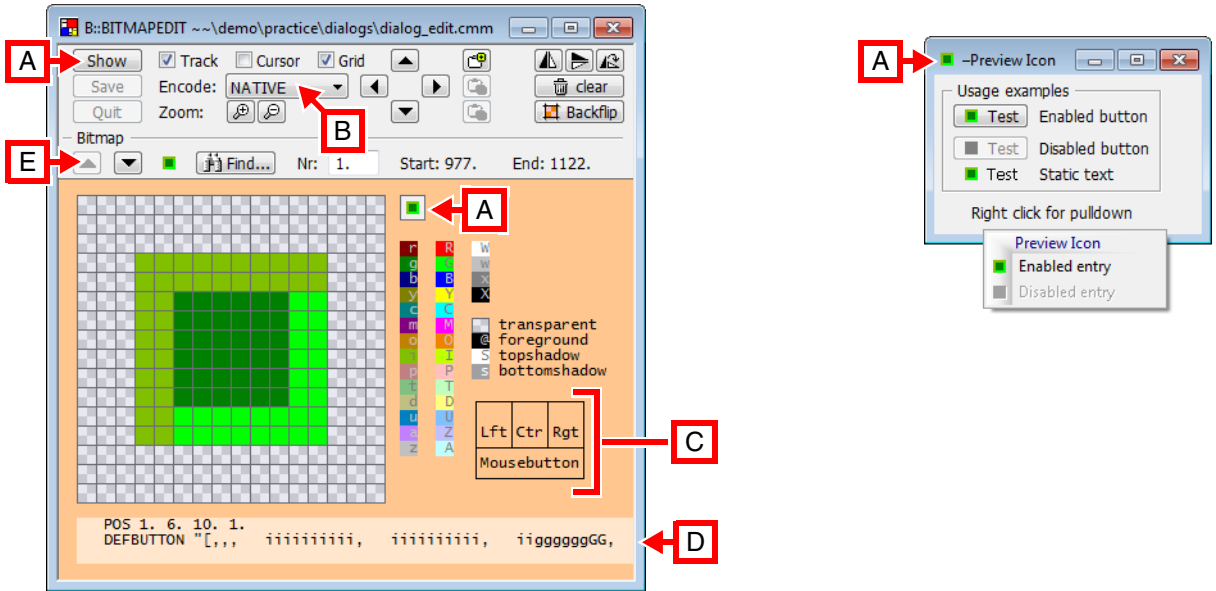 B::BITMAPEDIT ~~\demo\practice\dialogs\dialog_edit.cmm
A
Show
Track
Cursor
Grid
Save
Encode:
NATIVE
clear
Quit
Zoom:
Backflip
B
Bitmap
E
Find...
Nr:
1.
Start: 977.
End: 1122.
A
r R W
g G w
b B x
y Y X
c C
m M transparent
o O @ foreground
i I S topshadow
p P s bottomshadow
t T
d D
u U
a Z
z A
Lft Ctr Rgt
Mousebutton
C
POS 1. 6. 10. 1.
DEFBUTTON "[,,,   iiiiiiiiii,   iiiiiiiiii,   iiggggggGG,
D
A
–Preview Icon
Usage examples
Test Enabled button
Test Disabled button
Test Static text
Right click for pulldown
Preview Icon
Enabled entry
Disabled entry